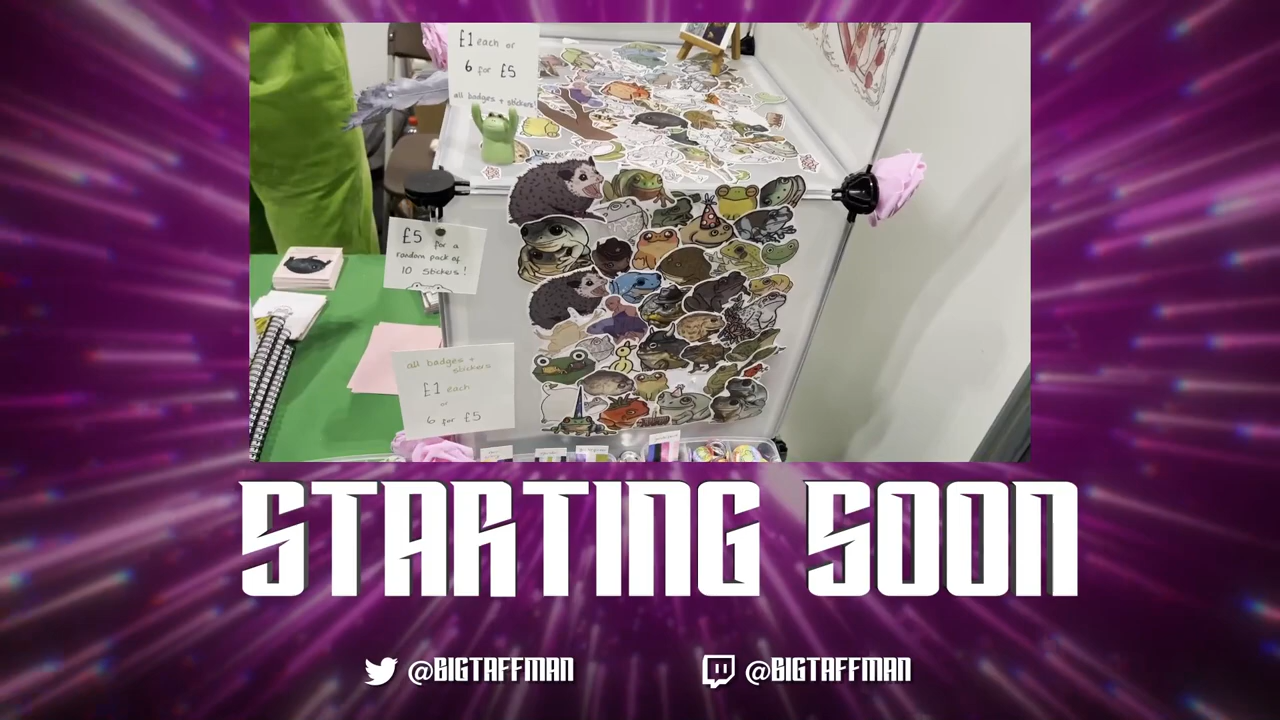 £1 each or
6 for £5
all badges + stickers
£5 for a
random pack of
10 stickers!
all badges +
stickers
£1 each
or
6 for £5
STARTING SOON
@BIGTAFFMAN
@BIGTAFFMAN